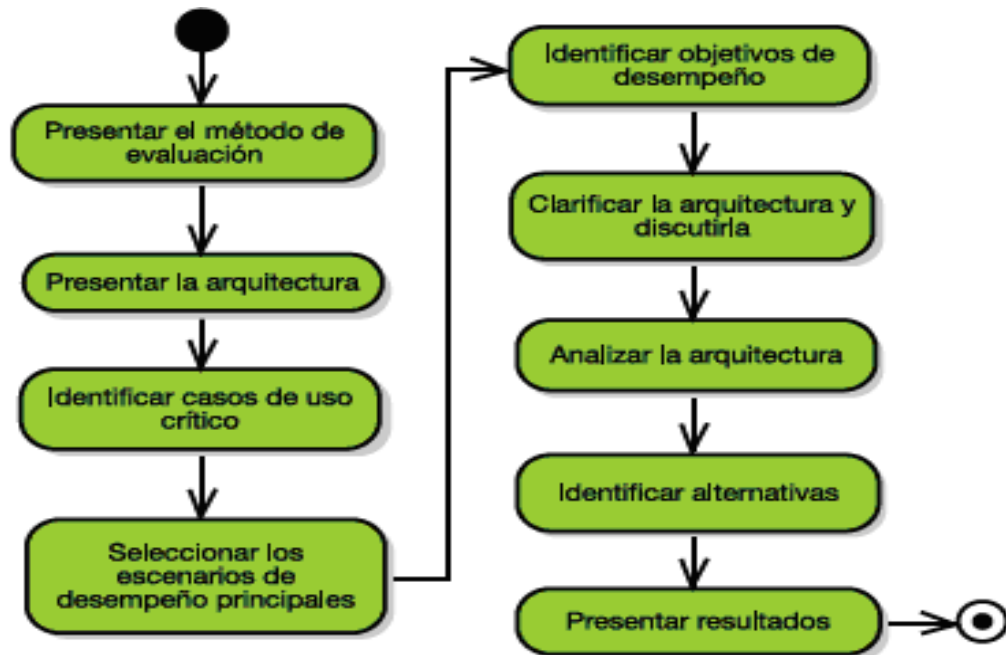 Presentar el método de
evaluación
Presentar la arquitectura
Identificar casos de uso
crítico
Seleccionar los
escenarios de
desempeño principales
Identificar objetivos de
desempeño
Clarificar la arquitectura y
discutirla
Analizar la arquitectura
Identificar alternativas
Presentar resultados